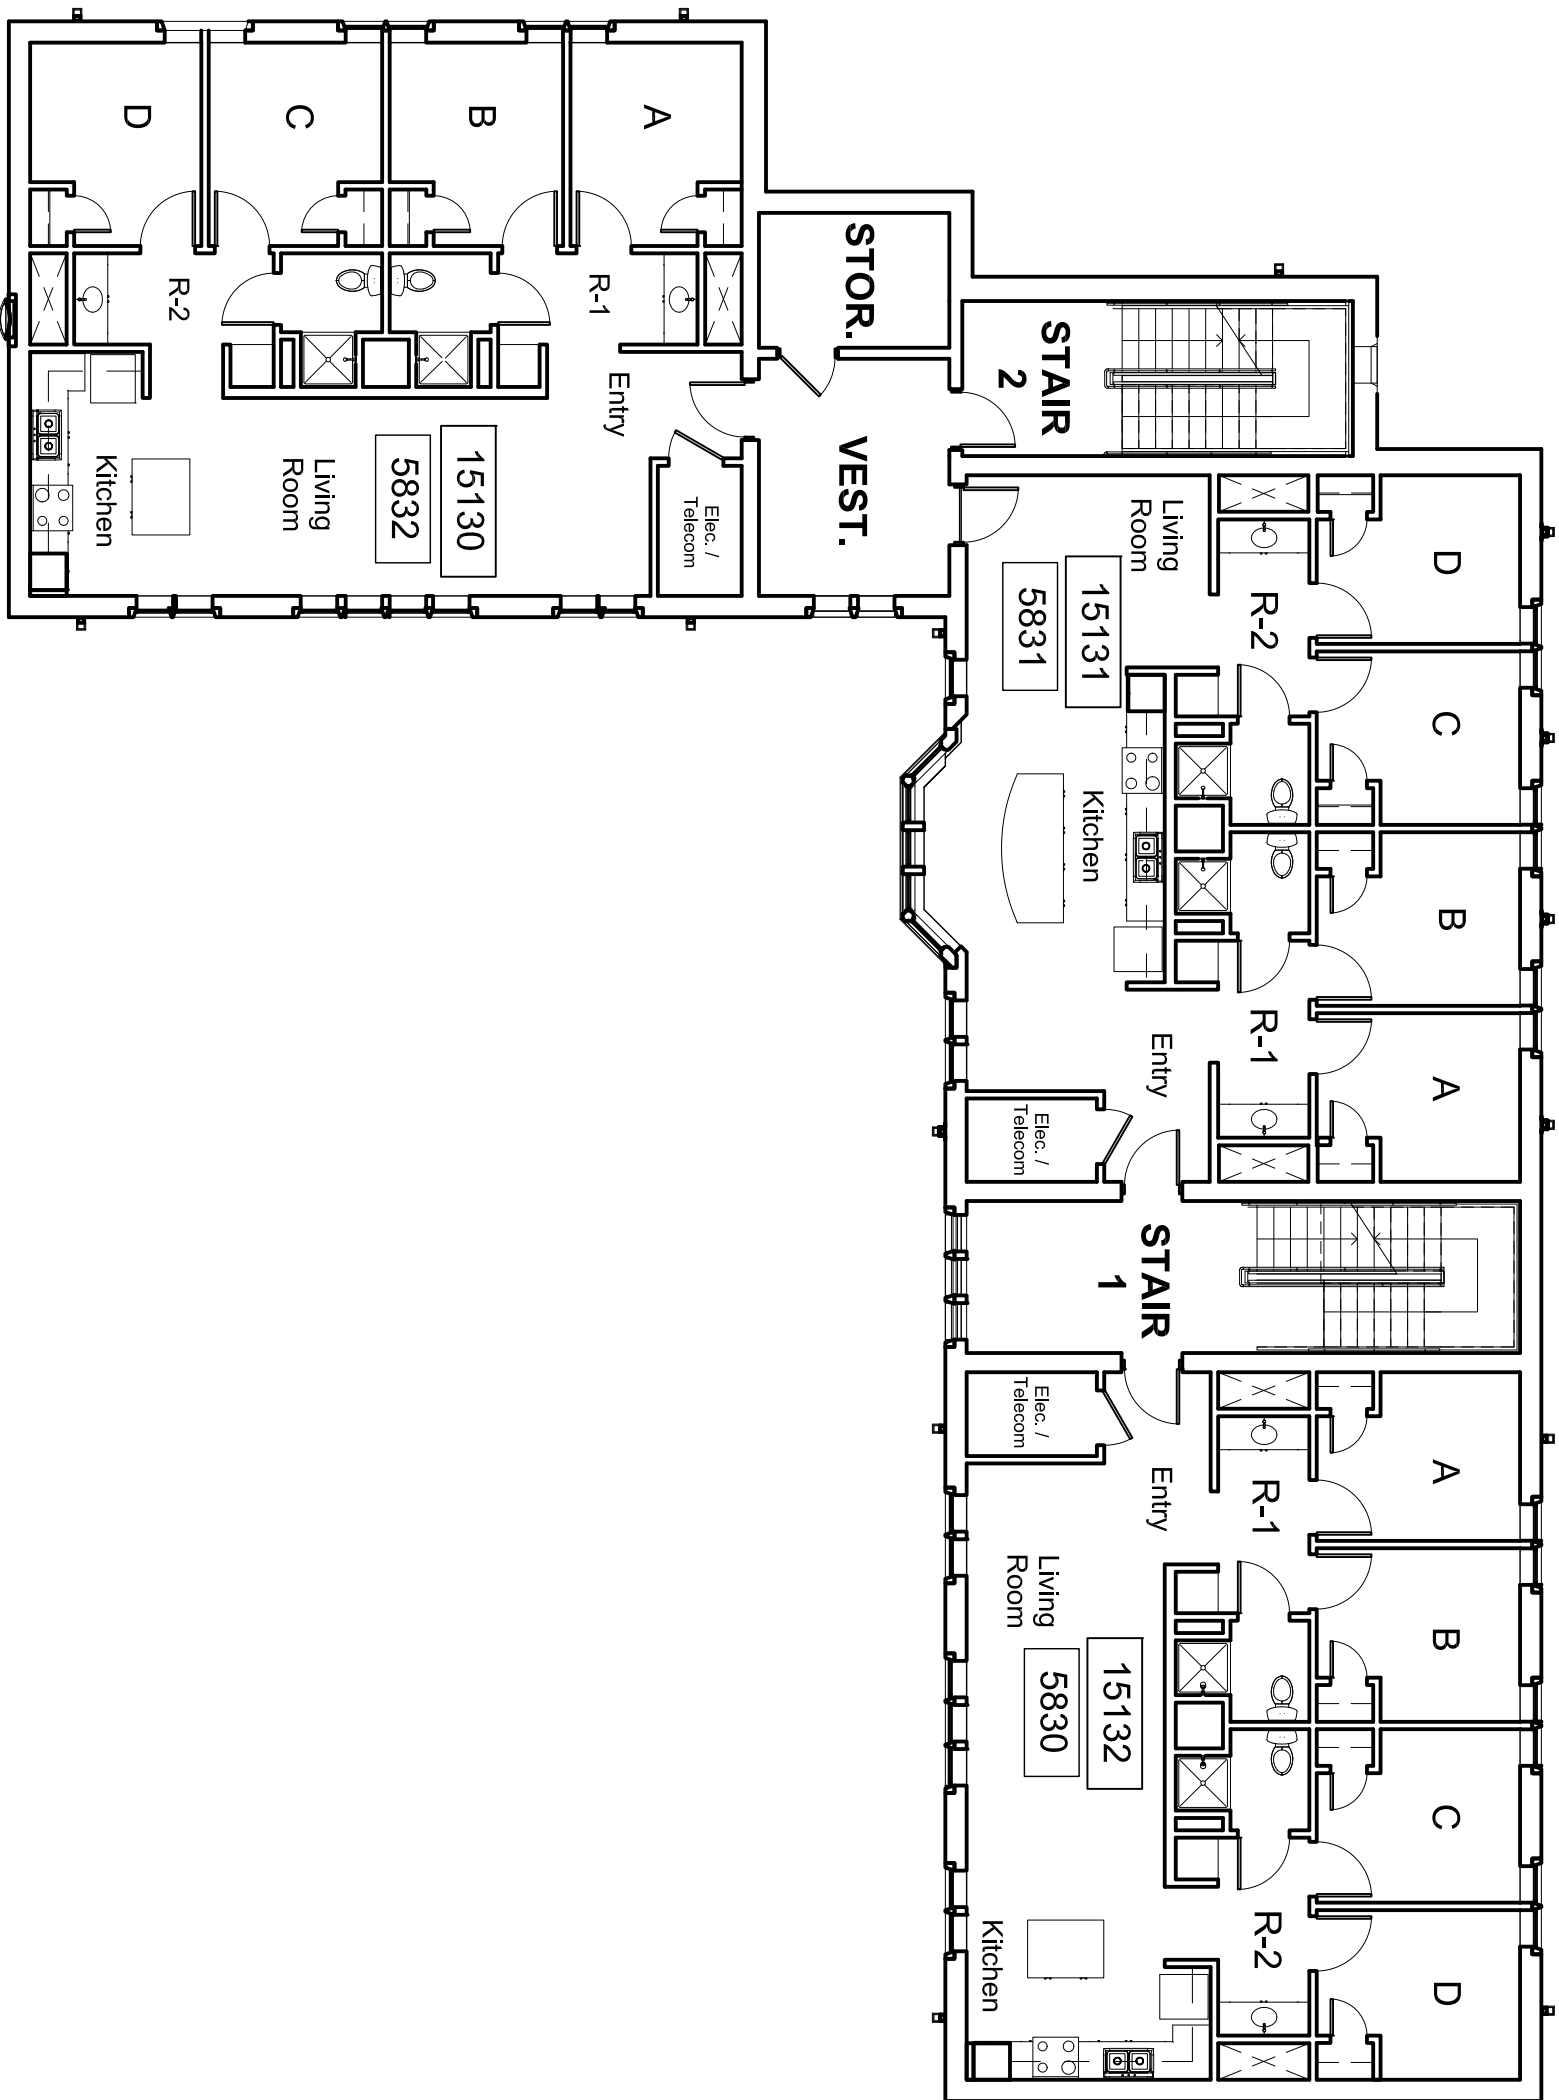 D
C
B
A
R-2
R-1
Entry
Kitchen
Living
Room
5832
15130
Elec. /
Telecom
STOR.
VEST.
STAIR
2
Living
Room
5831
15131
Kitchen
R-2
R-1
D
C
B
A
Entry
Elec. /
Telecom
STAIR
1
Elec. /
Telecom
Entry
R-1
A
B
C
D
Living
Room
5830
15132
R-2
Kitchen